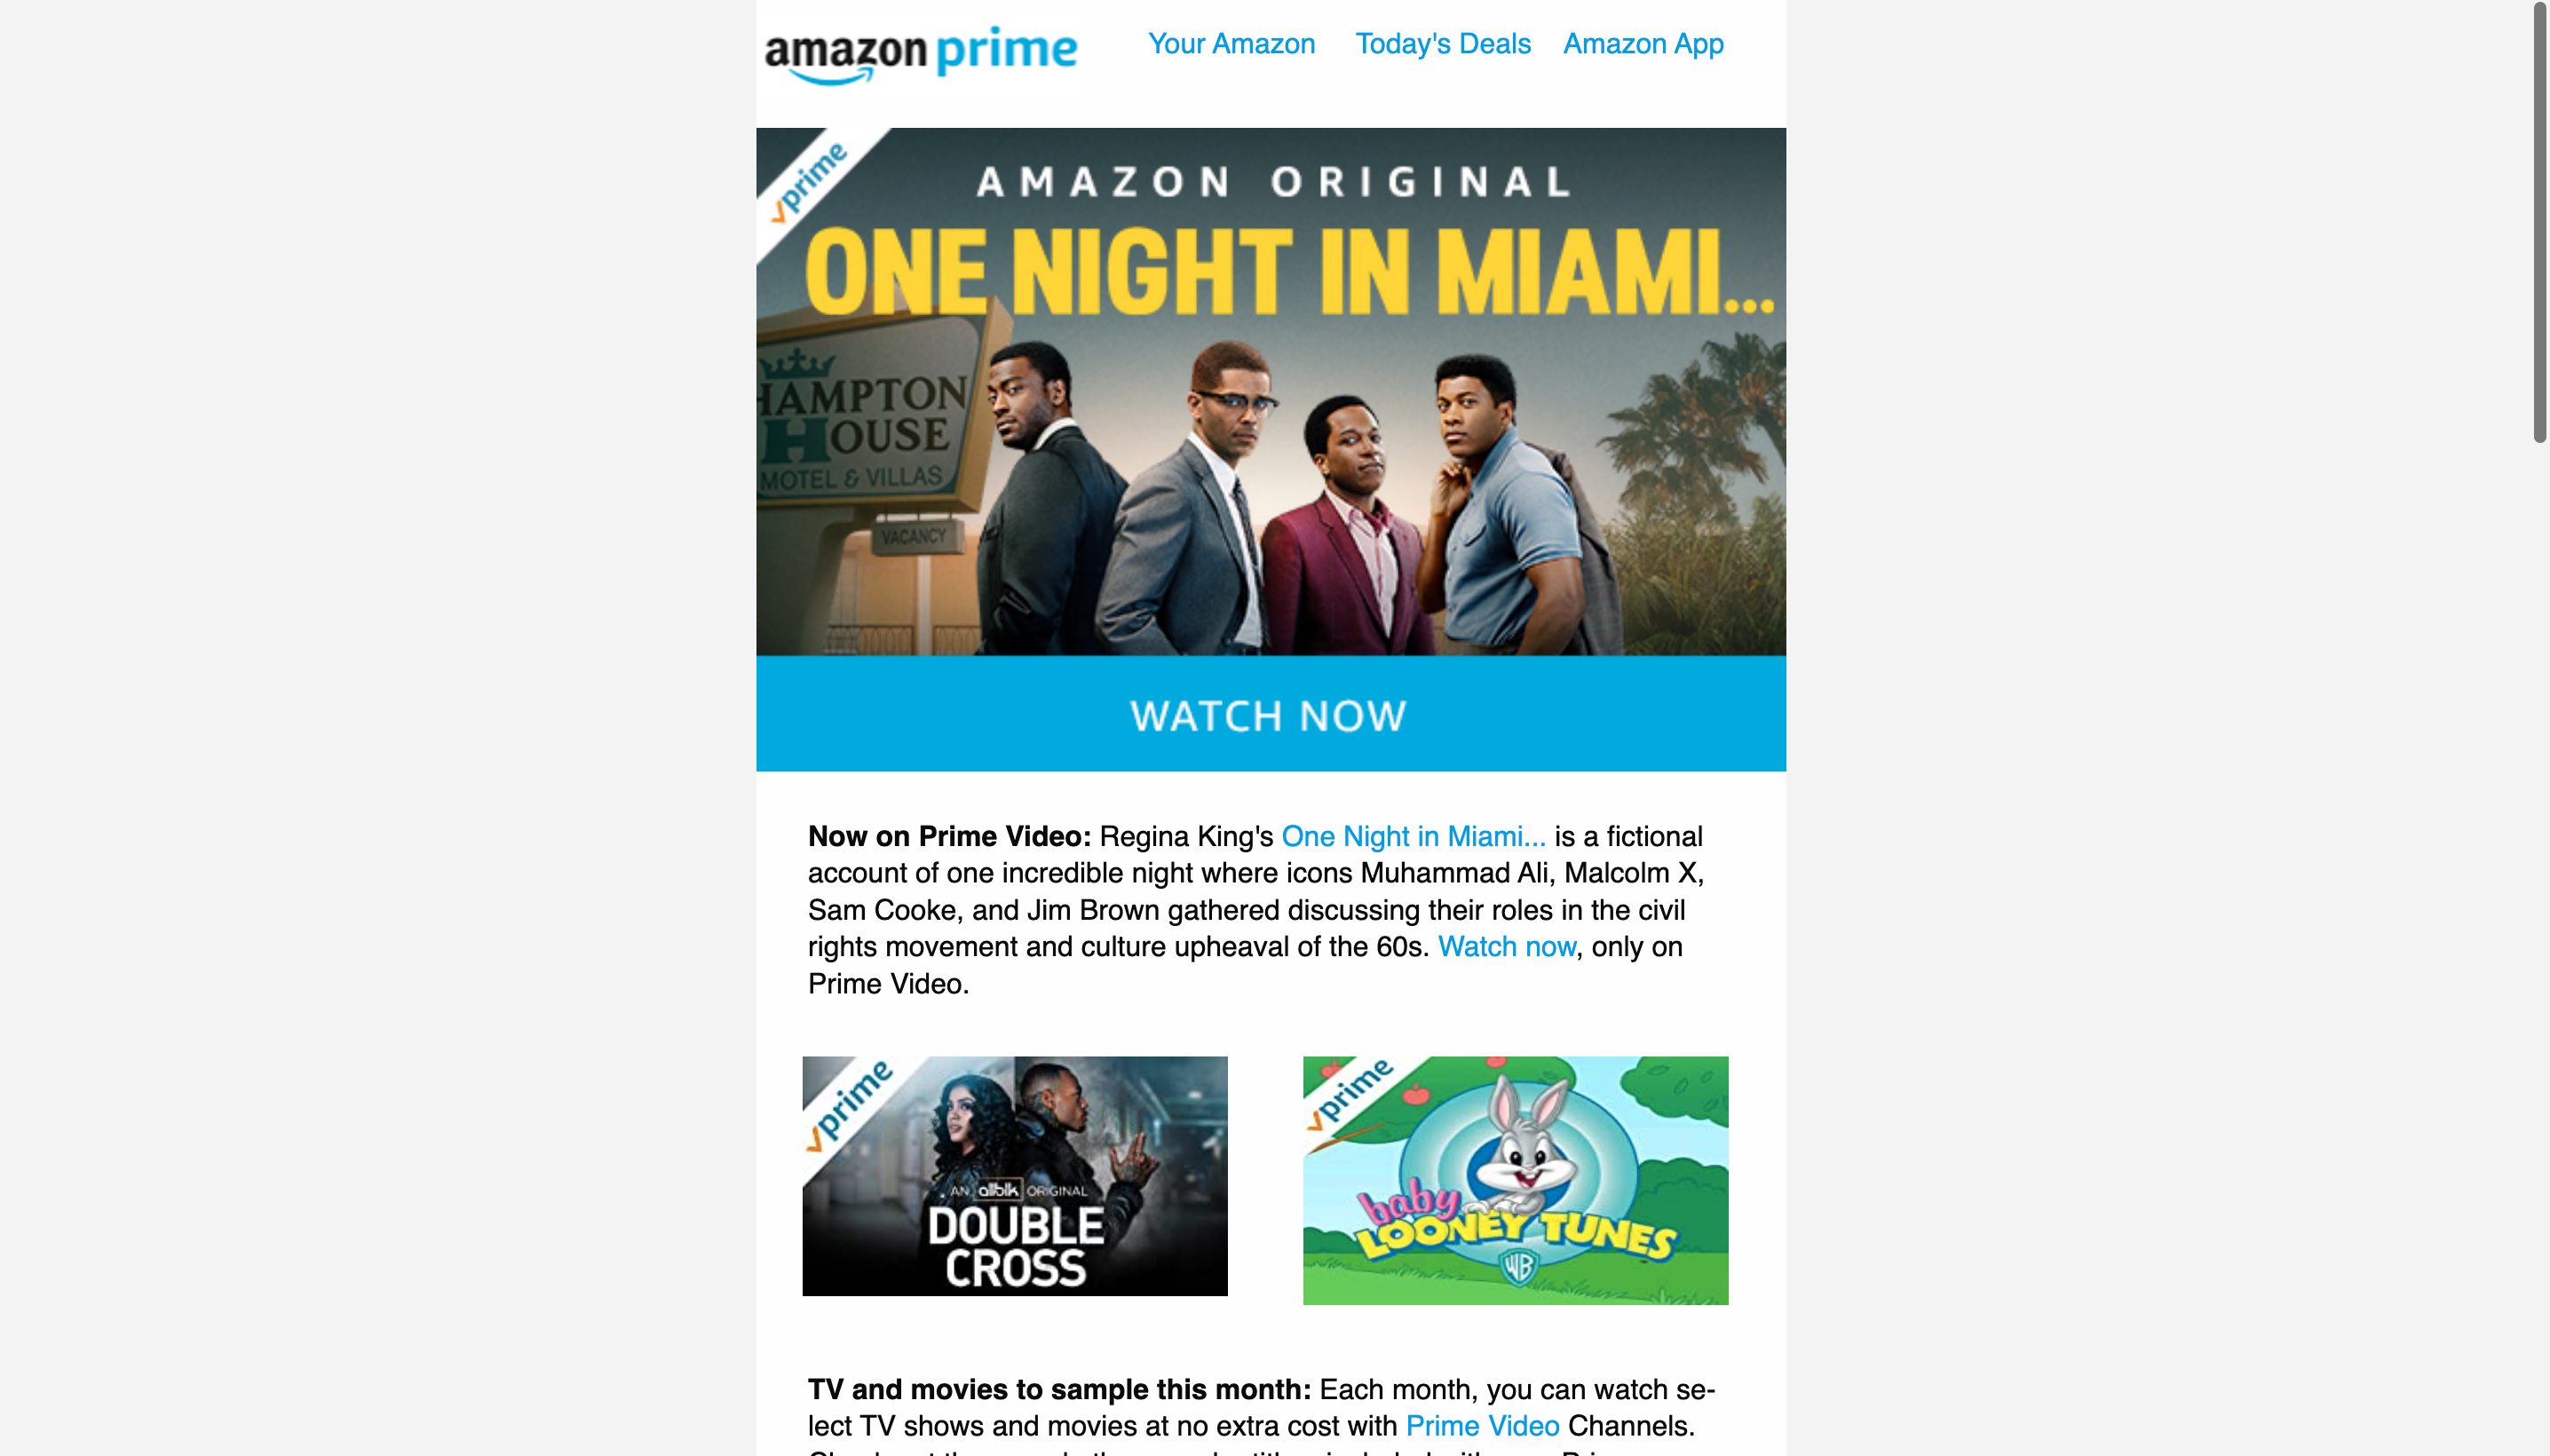 amazon prime
Your Amazon Today's Deals Amazon App
prime
AMAZON ORIGINAL
ONE NIGHT IN MIAMI...
HAMPTON
HOUSE
MOTEL & VILLAS
VACANCY
WATCH NOW
Now on Prime Video: Regina King's One Night in Miami... is a fictional
account of one incredible night where icons Muhammad Ali, Malcolm X,
Sam Cooke, and Jim Brown gathered discussing their roles in the civil
rights movement and culture upheaval of the 60s. Watch now, only on
Prime Video.
prime
AN allblk ORIGINAL
DOUBLE
CROSS
prime
baby
LOONEY TUNES
WB
TV and movies to sample this month: Each month, you can watch se-
lect TV shows and movies at no extra cost with Prime Video Channels.